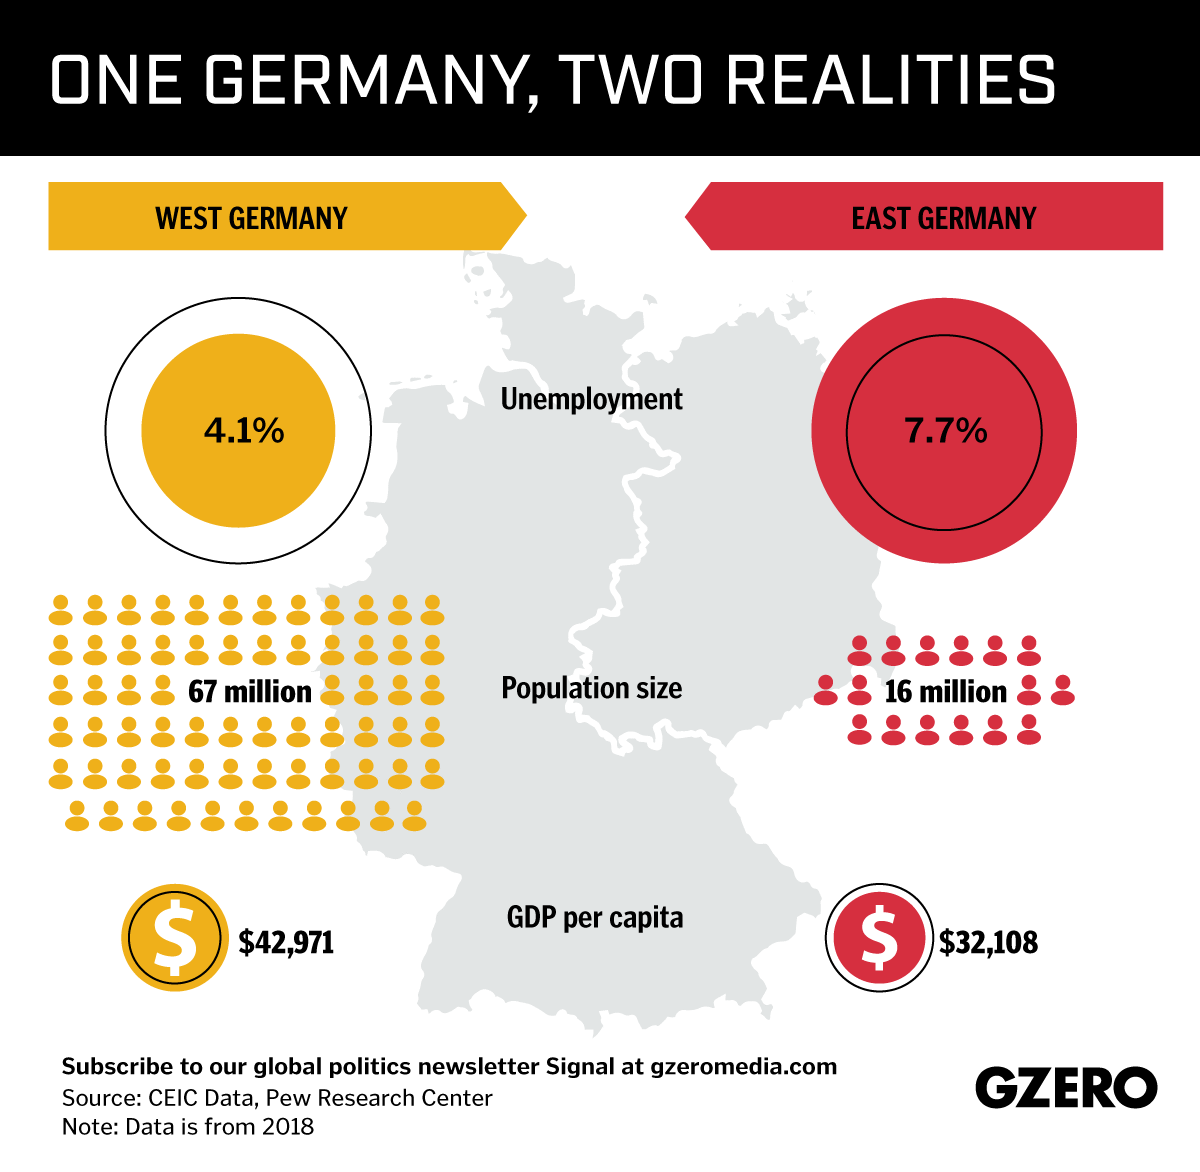 ONE GERMANY, TWO REALITIES
WEST GERMANY
EAST GERMANY
4.1%
Unemployment
7.7%
67 million
Population size
16 million
$
$42,971
GDP per capita
$
$32,108
Subscribe to our global politics newsletter Signal at gzeromedia.com
Source: CEIC Data, Pew Research Center
Note: Data is from 2018
GZERO